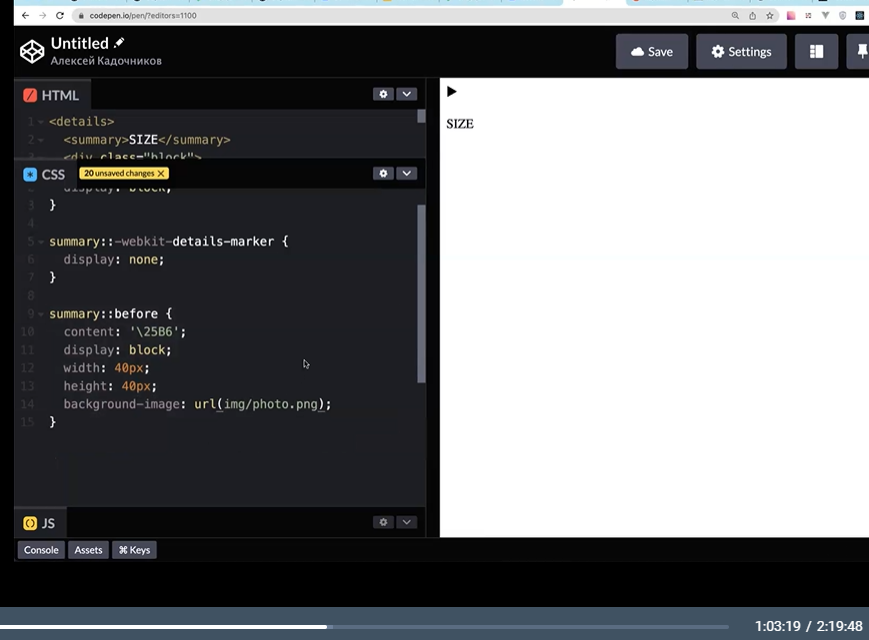 codepen.io/pen/?editors=1100
Untitled
Алексей Кадочников
Save
Settings
HTML
1 <details>
2 <summary>SIZE</summary>
3 <div class="block">
CSS
20 unsaved changes X
2 display: block;
3 }
4
5 summary::-webkit-details-marker {
6 display: none;
7 }
8
9 summary::before {
10 content: '\25B6';
11 display: block;
12 width: 40px;
13 height: 40px;
14 background-image: url(img/photo.png);
15 }
JS
Console Assets ⌘ Keys
▶
SIZE
1:03:19 / 2:19:48